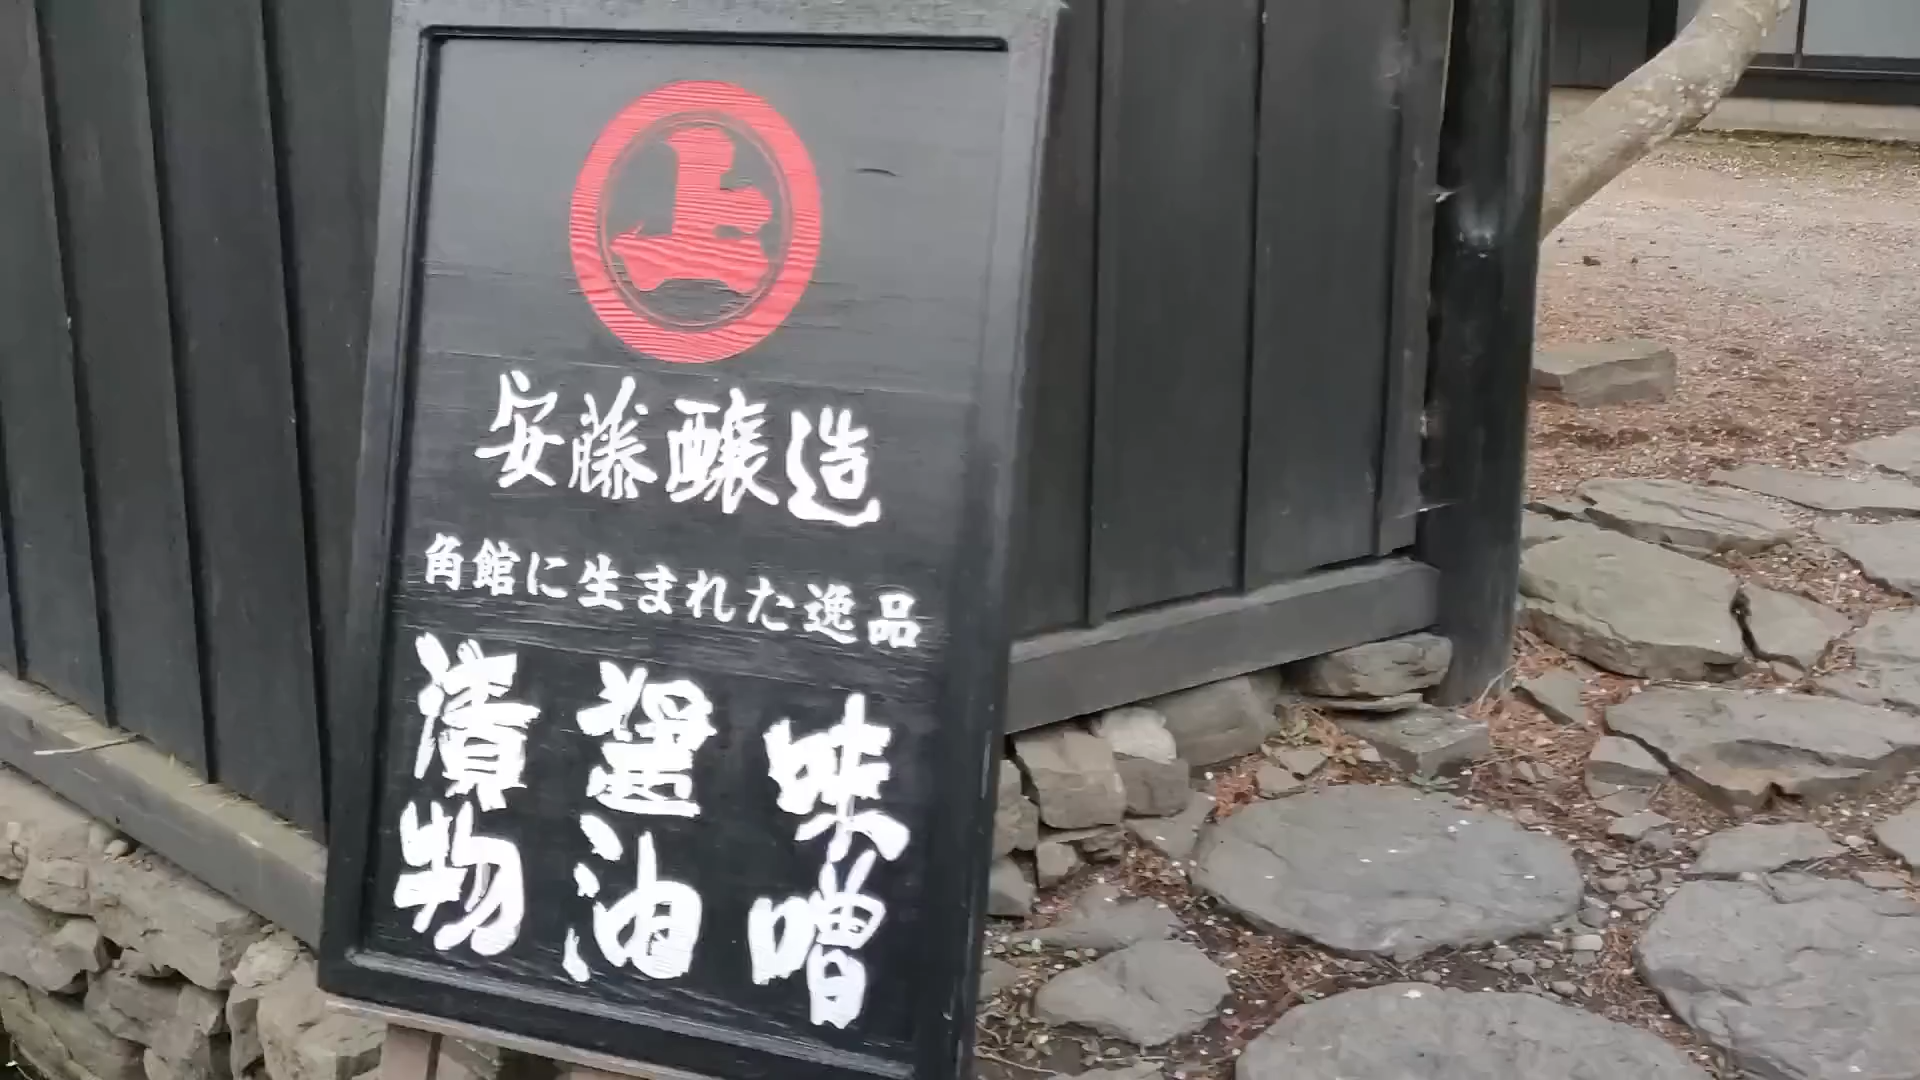 上
安藤醸造
角館に生まれた逸品
味噌
醤油
漬物